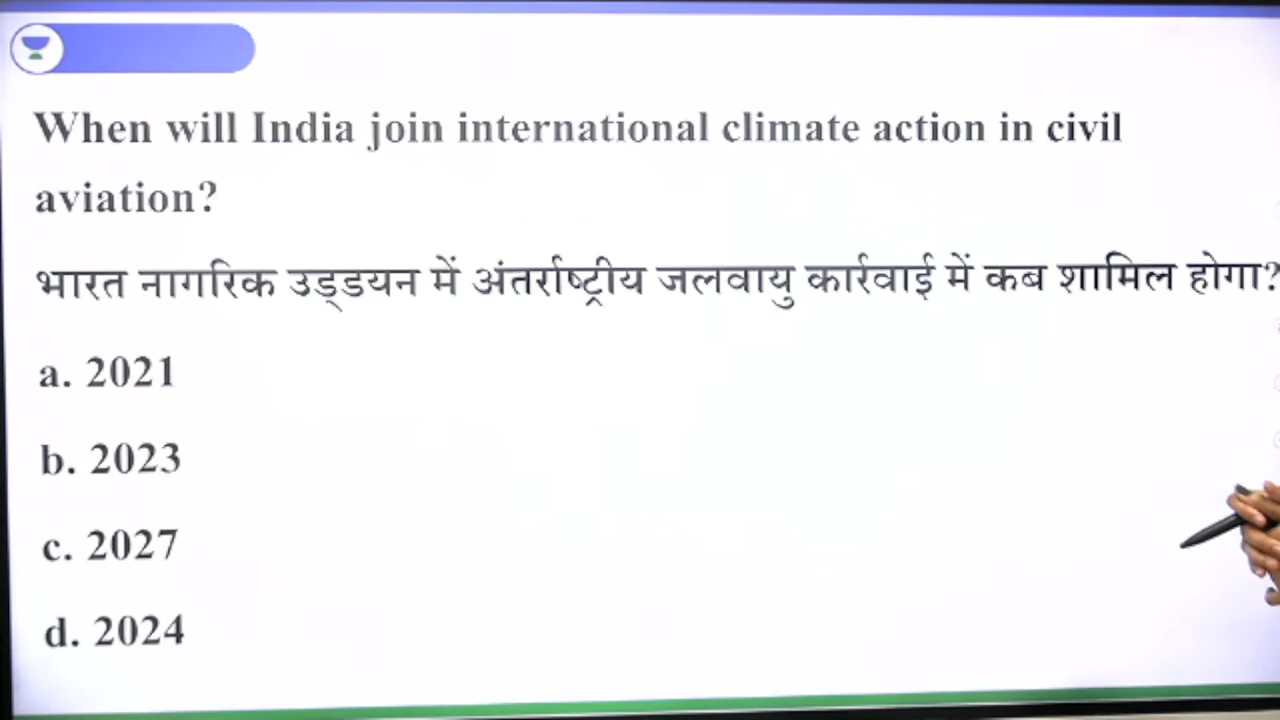 When will India join international climate action in civil
aviation?
भारत नागरिक उड्डयन में अंतर्राष्ट्रीय जलवायु कार्रवाई में कब शामिल होगा?
a. 2021
b. 2023
c. 2027
d. 2024